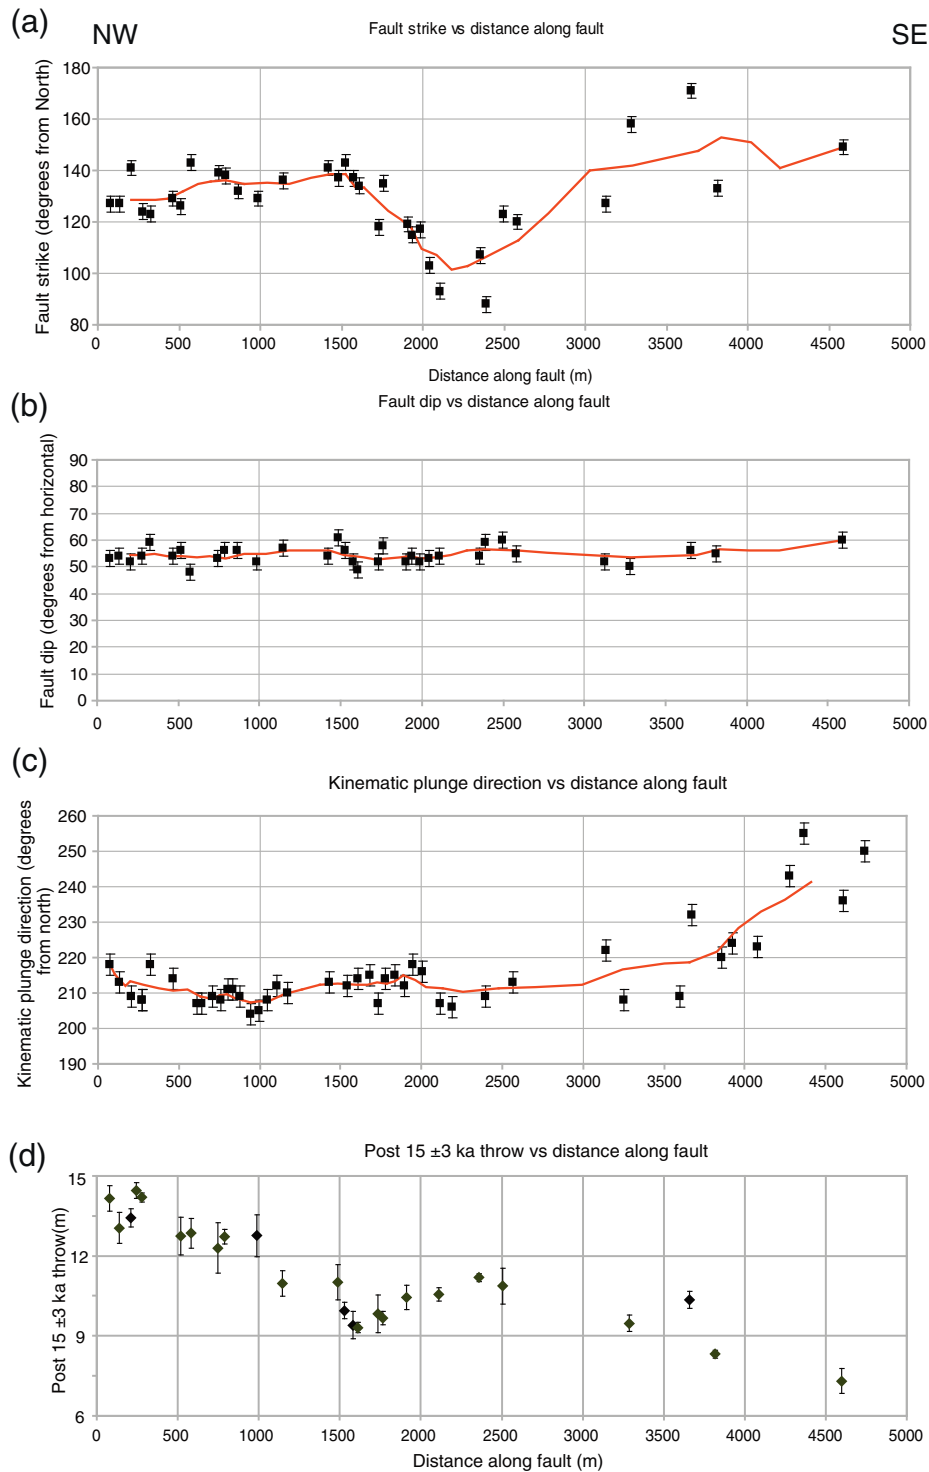 (a)
Fault strike vs distance along fault
NW
SE
Fault strike (degrees from North)
180
160
140
120
100
80
0 500 1000 1500 2000 2500 3000 3500 4000 4500 5000
Distance along fault (m)
(b)
Fault dip vs distance along fault
Fault dip (degrees from horizontal)
90
80
70
60
50
40
30
20
10
0
0 500 1000 1500 2000 2500 3000 3500 4000 4500 5000
(c)
Kinematic plunge direction vs distance along fault
Kinematic plunge direction (degrees
from north)
260
250
240
230
220
210
200
190
0 500 1000 1500 2000 2500 3000 3500 4000 4500 5000
(d)
Post 15 ±3 ka throw vs distance along fault
Post 15 ±3 ka throw(m)
15
12
9
6
0 500 1000 1500 2000 2500 3000 3500 4000 4500 5000
Distance along fault (m)